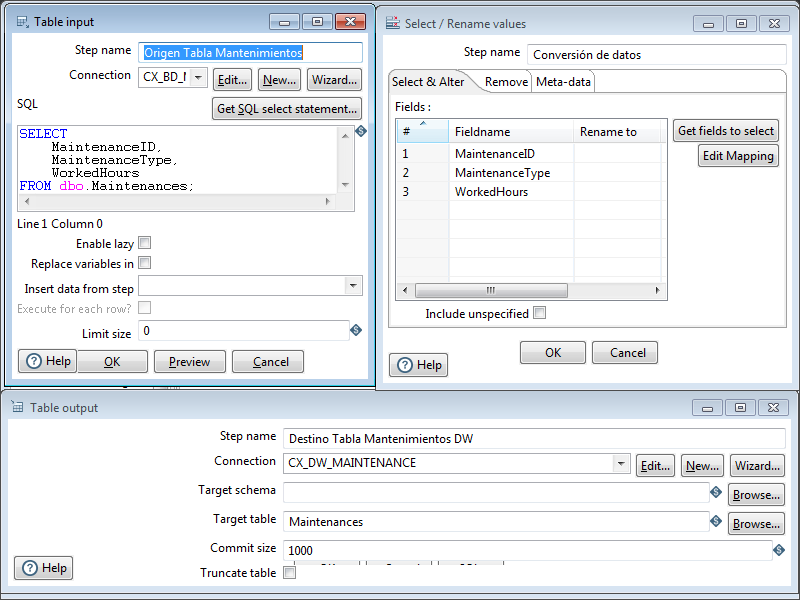 Table input
Step name Origen Tabla Mantenimientos
Connection CX_BD_M Edit... New... Wizard...
SQL Get SQL select statement...
SELECT
MaintenanceID,
MaintenanceType,
WorkedHours
FROM dbo.Maintenances;
Line 1 Column 0
Enable lazy
Replace variables in
Insert data from step
Execute for each row?
Limit size 0
Help OK Preview Cancel
Select / Rename values
Step name Conversión de datos
Select & Alter Remove Meta-data
Fields :
# Fieldname Rename to
1 MaintenanceID
2 MaintenanceType
3 WorkedHours
Get fields to select
Edit Mapping
Include unspecified
OK Cancel
Help
Table output
Step name Destino Tabla Mantenimientos DW
Connection CX_DW_MAINTENANCE Edit... New... Wizard...
Target schema Browse...
Target table Maintenances Browse...
Commit size 1000
Truncate table
Help